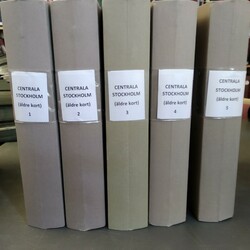 CENTRALA
STOCKHOLM
(äldre kort)
1
CENTRALA
STOCKHOLM
(äldre kort)
2
CENTRALA
STOCKHOLM
(äldre kort)
3
CENTRALA
STOCKHOLM
(äldre kort)
4
CENTRALA
STOCKHOLM
(äldre kort)
5